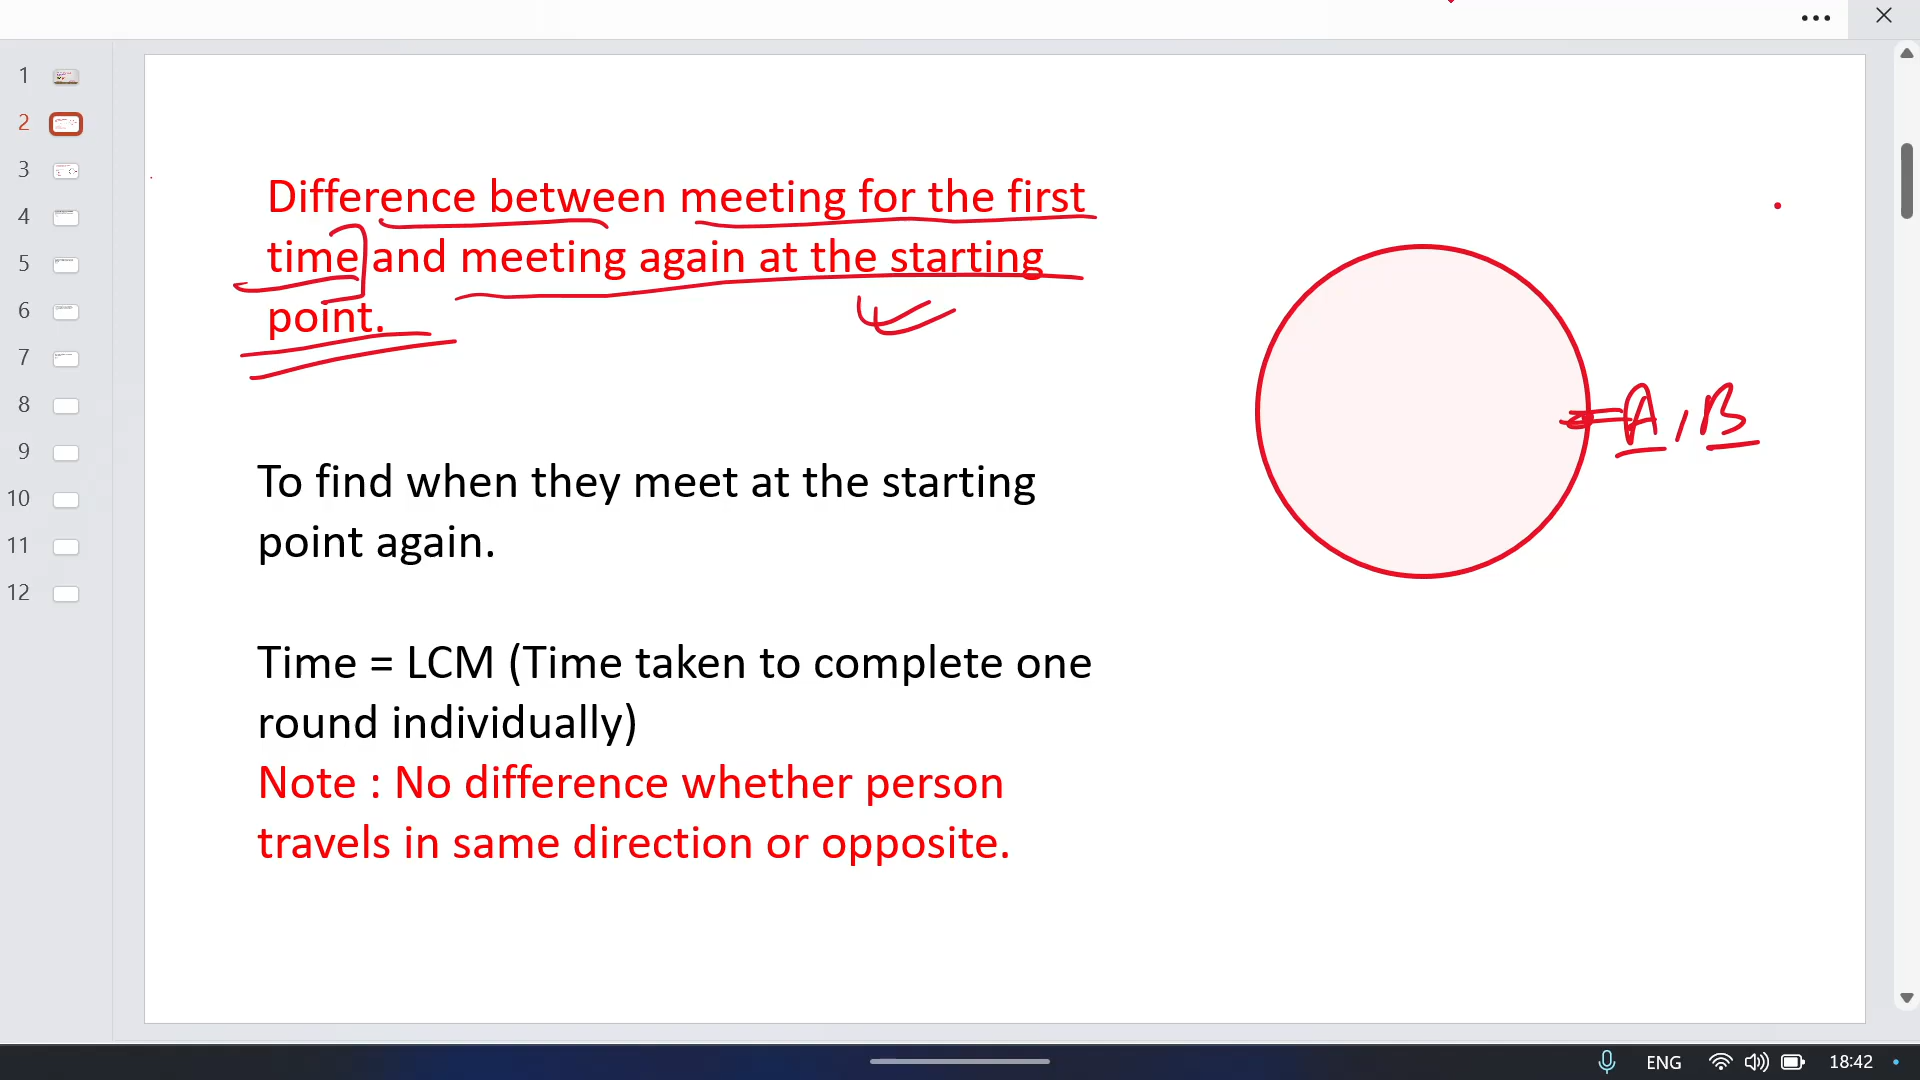 1
2
3
4
5
6
7
8
9
10
11
12
Difference between meeting for the first
time and meeting again at the starting
point.
A, B
To find when they meet at the starting
point again.
Time = LCM (Time taken to complete one
round individually)
Note : No difference whether person
travels in same direction or opposite.
ENG
18:42